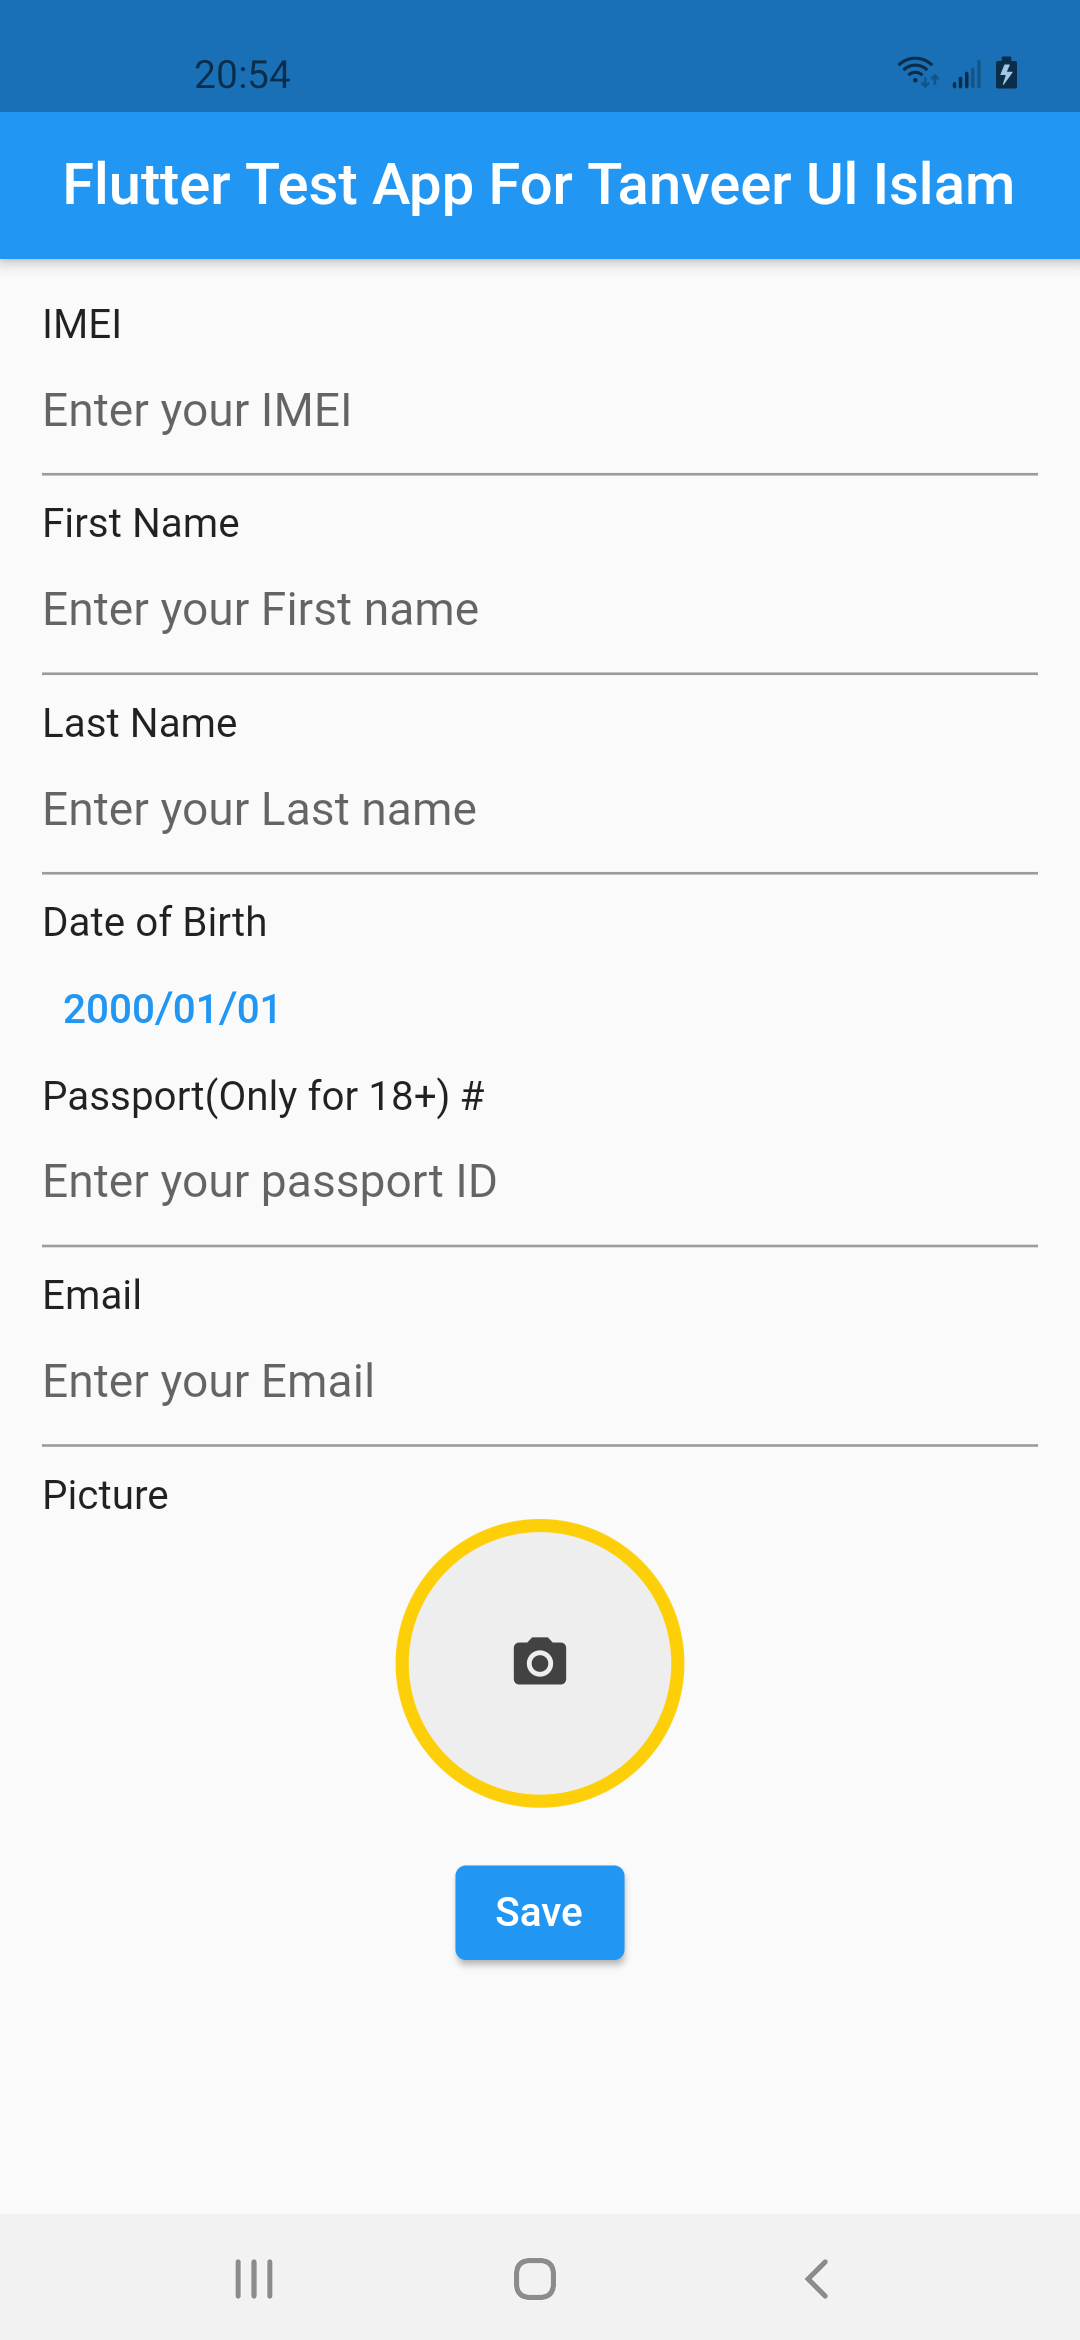 20:54
Flutter Test App For Tanveer Ul Islam
IMEI
Enter your IMEI
First Name
Enter your First name
Last Name
Enter your Last name
Date of Birth
2000/01/01
Passport(Only for 18+) #
Enter your passport ID
Email
Enter your Email
Picture
Save